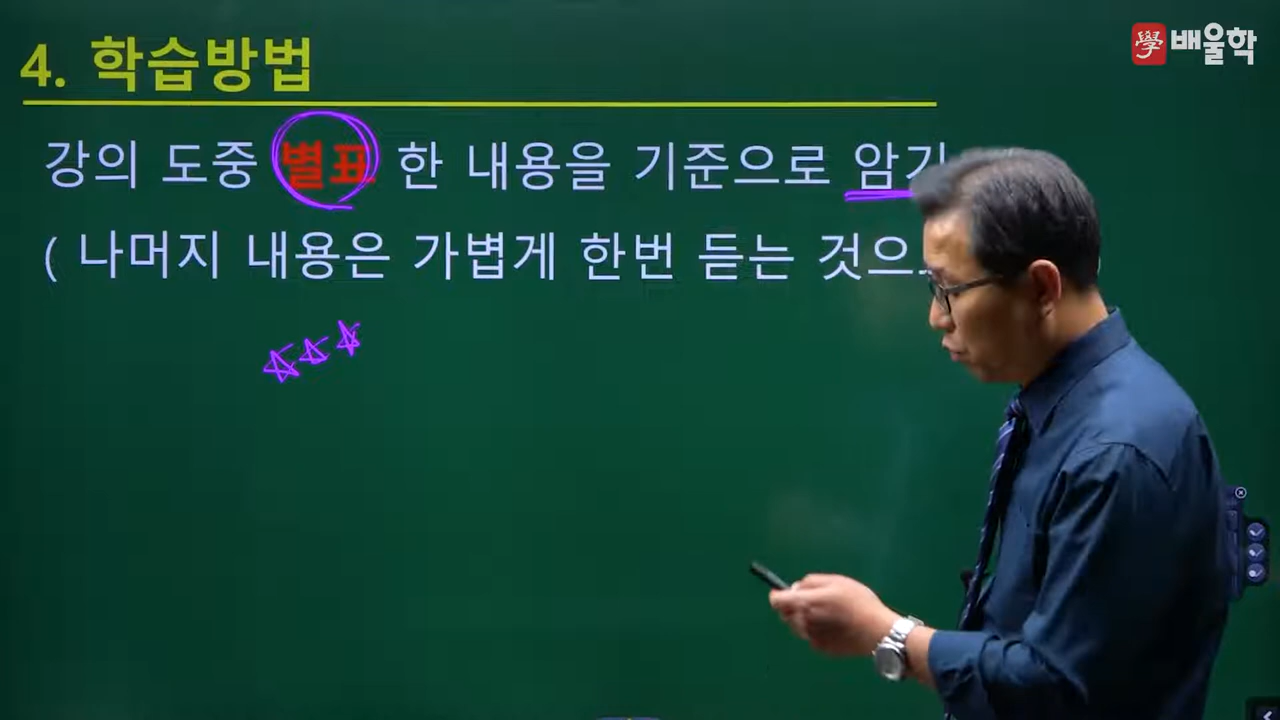 4. 학습방법
學 배울학
강의 도중 별표 한 내용을 기준으로 암기
( 나머지 내용은 가볍게 한번 듣는 것으